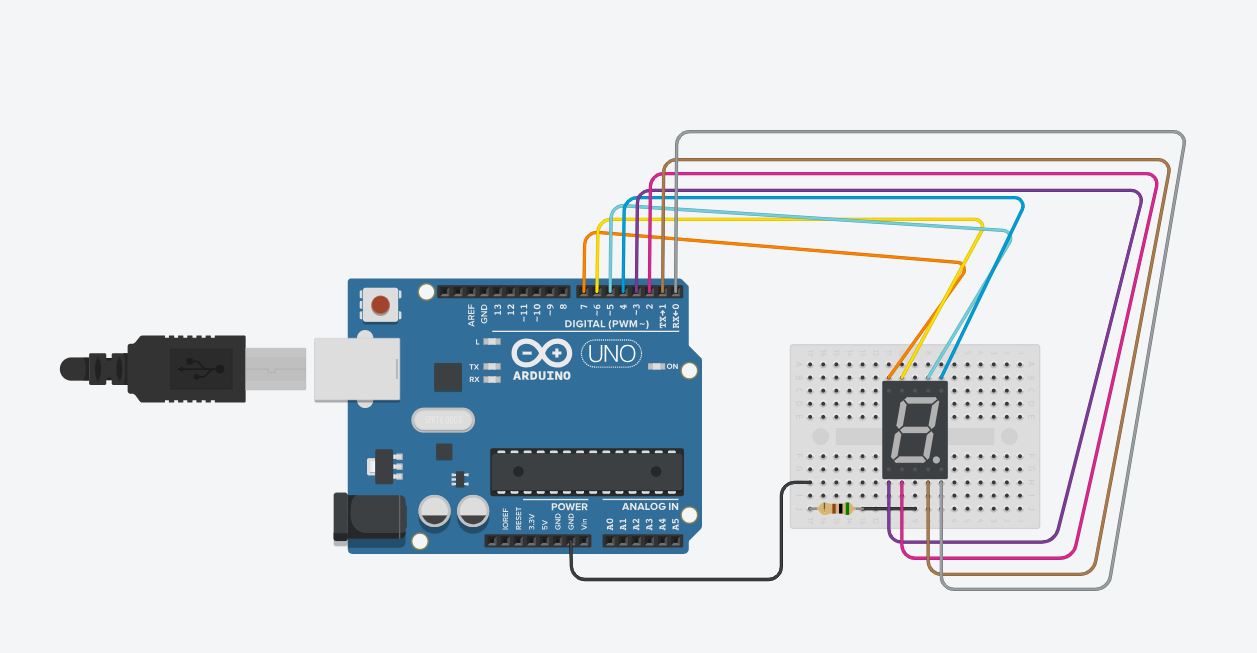 AREF
GND
13
12
~11
~10
~9
8
7
~6
~5
4
~3
2
TX→1
RX←0
DIGITAL (PWM~)
L
TX
RX
UNO
ON
ARDUINO
POWER
ANALOG IN
IOREF
RESET
3.3V
5V
GND
GND
Vin
A0
A1
A2
A3
A4
A5